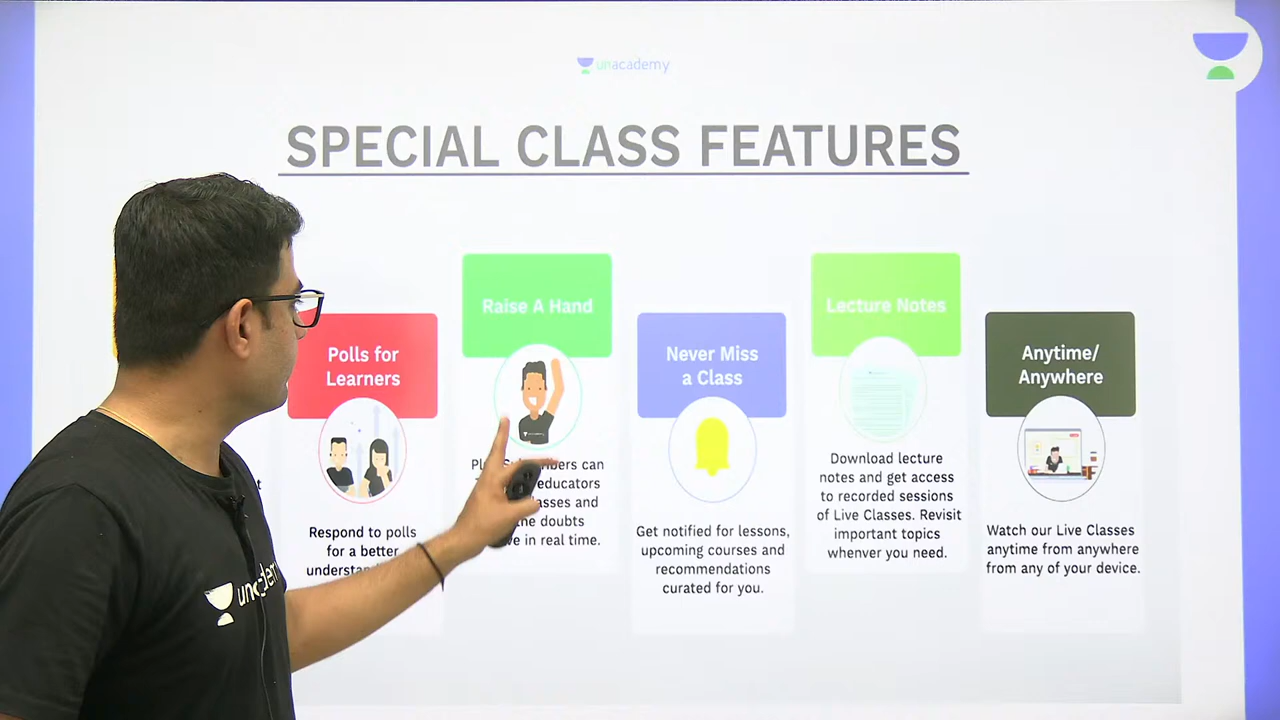 unacademy
SPECIAL CLASS FEATURES
Polls for
Learners
Respond to polls
for a better
Raise A Hand
can
educators
and
doubts
in real time.
Never Miss
a Class
Get notified for lessons,
upcoming courses and
recommendations
curated for you.
Lecture Notes
Download lecture
notes and get access
to recorded sessions
of Live Classes. Revisit
important topics
whenver you need.
Anytime/
Anywhere
Watch our Live Classes
anytime from anywhere
from any of your device.
unacademy